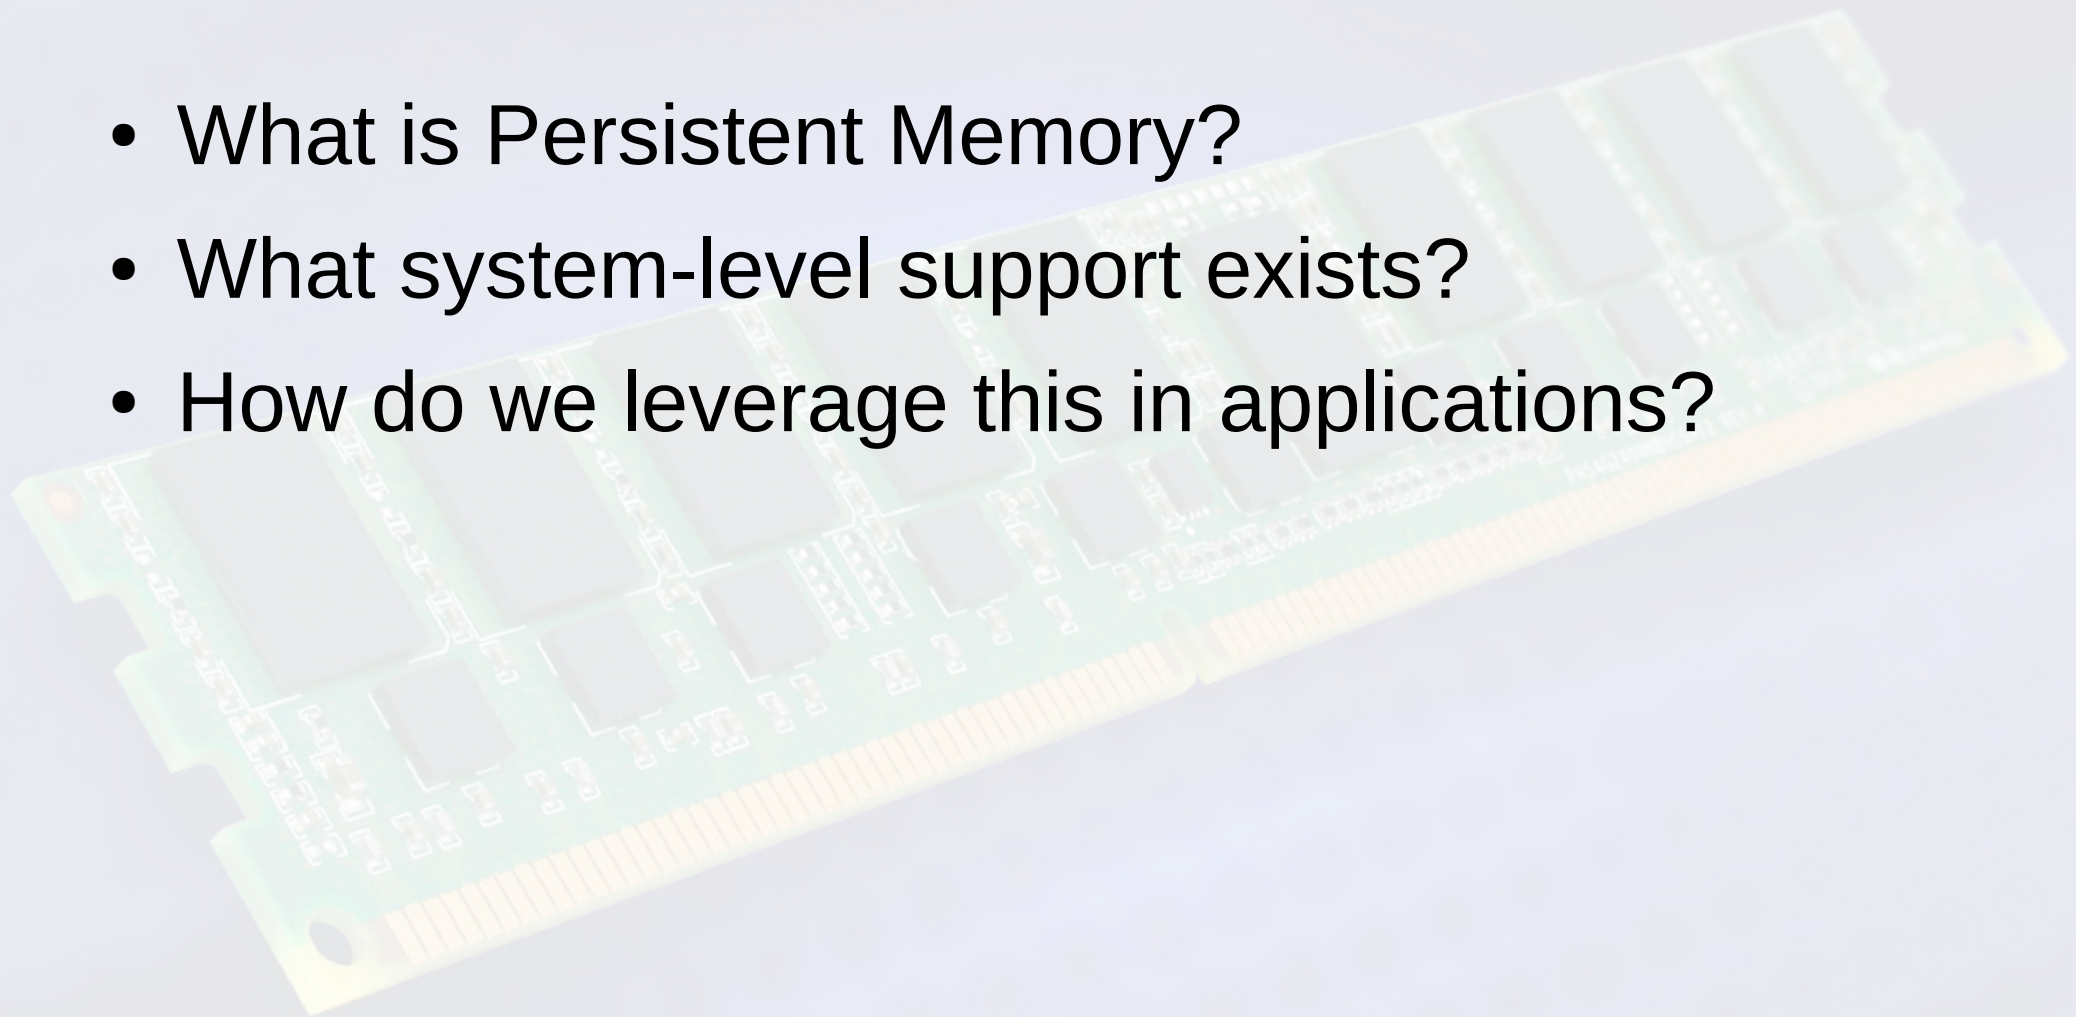 • What is Persistent Memory?
• What system-level support exists?
• How do we leverage this in applications?